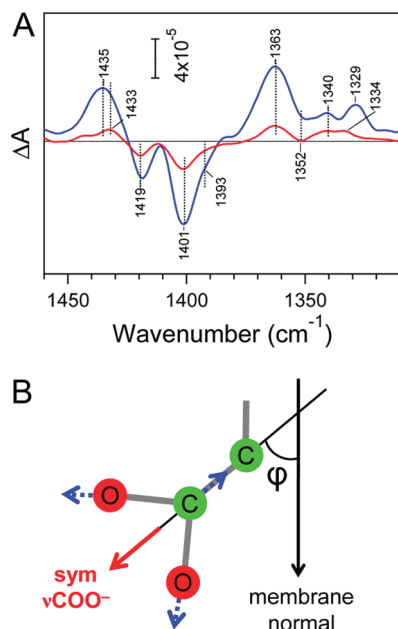 A
1435
1433
4x10⁻⁵
1363
1340
1329
1334
ΔA
1419
1401
1393
1352
1450 1400 1350
Wavenumber (cm⁻¹)
B
C
O
C
φ
O
sym
νCOO⁻
membrane
normal